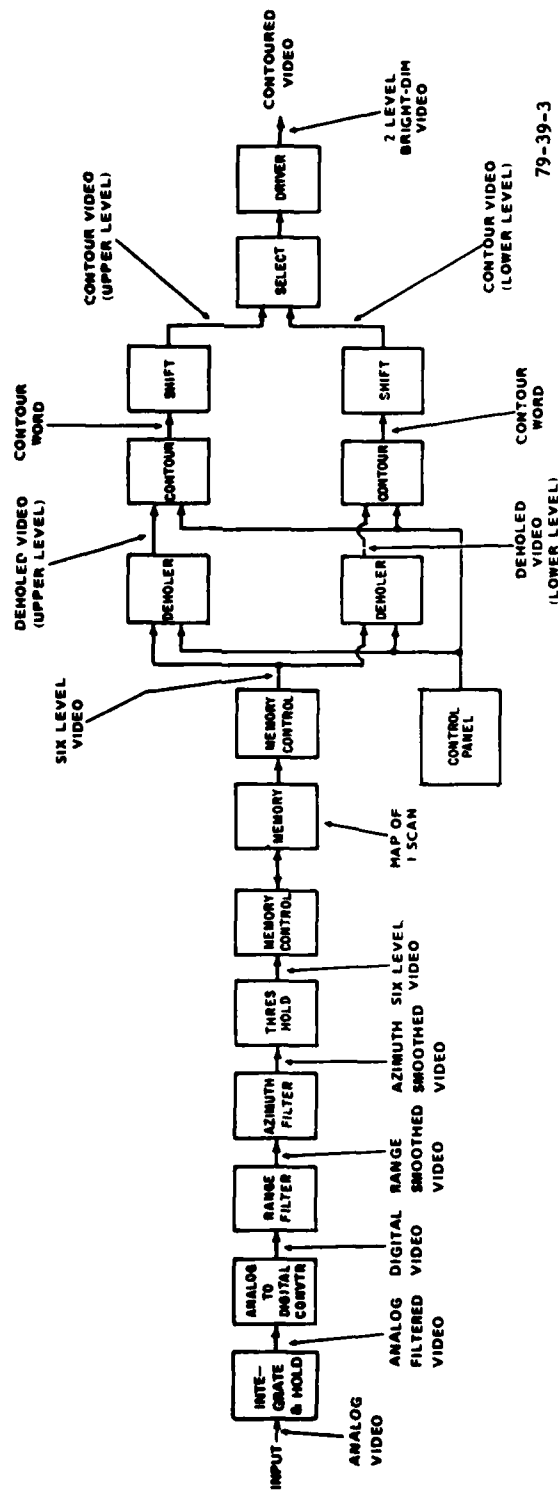 INPUT
ANALOG
VIDEO
INTE-
GRATE
& HOLD
ANALOG
FILTERED
VIDEO
ANALOG
TO
DIGITAL
CONVTR
DIGITAL
VIDEO
RANGE
FILTER
RANGE
SMOOTHED
VIDEO
AZIMUTH
FILTER
AZIMUTH
SMOOTHED
VIDEO
THRES
HOLD
SIX LEVEL
VIDEO
MEMORY
CONTROL
MEMORY
MAP OF
1 SCAN
MEMORY
CONTROL
SIX LEVEL
VIDEO
CONTROL
PANEL
DEHOLER
DEHOLED VIDEO
(UPPER LEVEL)
CONTOUR
CONTOUR
WORD
SHIFT
CONTOUR VIDEO
(UPPER LEVEL)
DEHOLER
DEHOLED
VIDEO
(LOWER LEVEL)
CONTOUR
CONTOUR
WORD
SHIFT
CONTOUR VIDEO
(LOWER LEVEL)
SELECT
DRIVER
2 LEVEL
BRIGHT-DIM
VIDEO
CONTOURED
VIDEO
79-39-3